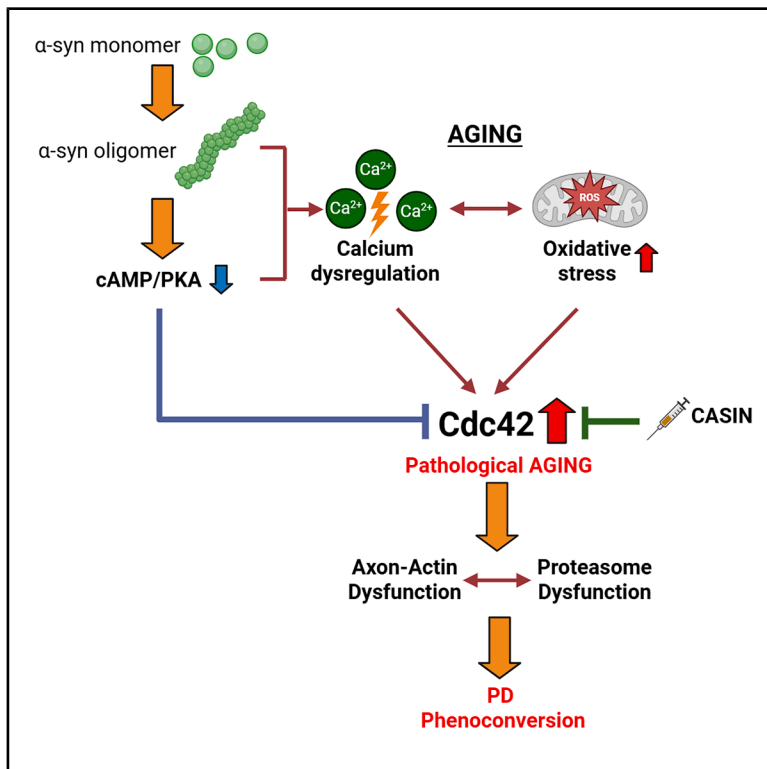 α-syn monomer
α-syn oligomer
cAMP/PKA
AGING
Ca²⁺
Ca²⁺
Ca²⁺
Calcium
dysregulation
ROS
Oxidative
stress
Cdc42
CASIN
Pathological AGING
Axon-Actin
Dysfunction
Proteasome
Dysfunction
PD
Phenoconversion